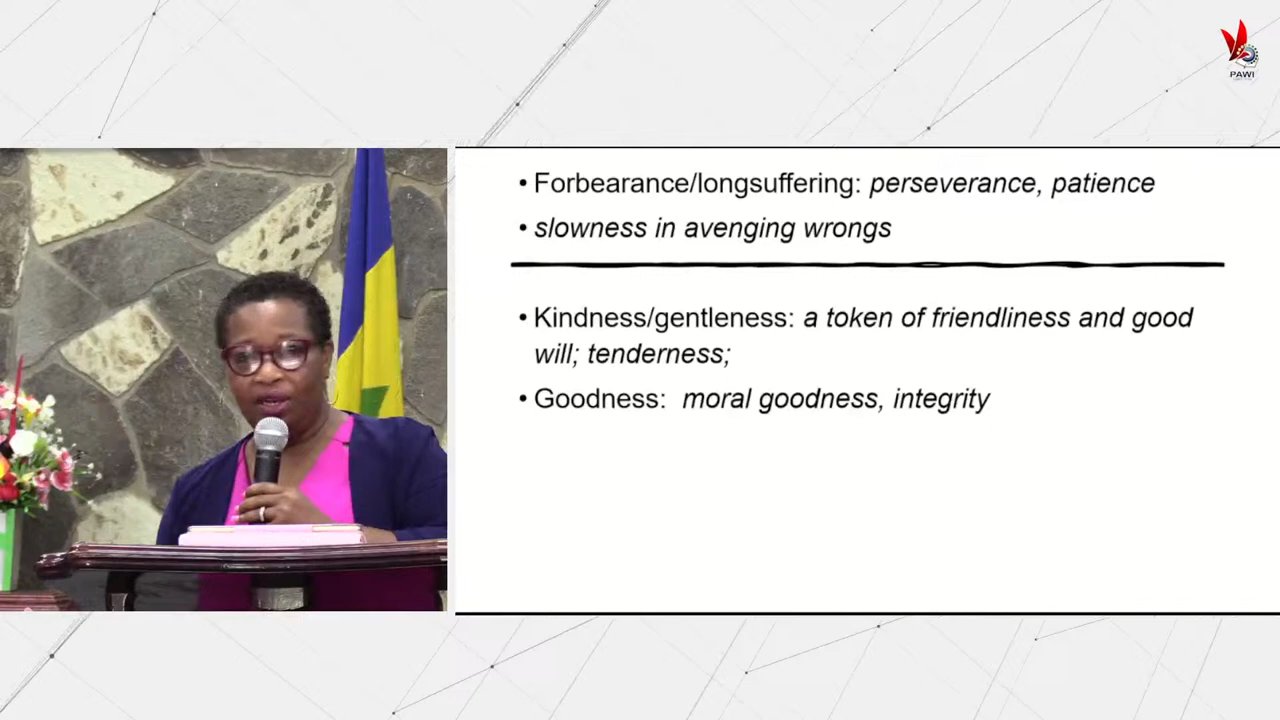 PAWI
• Forbearance/longsuffering: perseverance, patience
• slowness in avenging wrongs
• Kindness/gentleness: a token of friendliness and good
will; tenderness;
• Goodness:  moral goodness, integrity